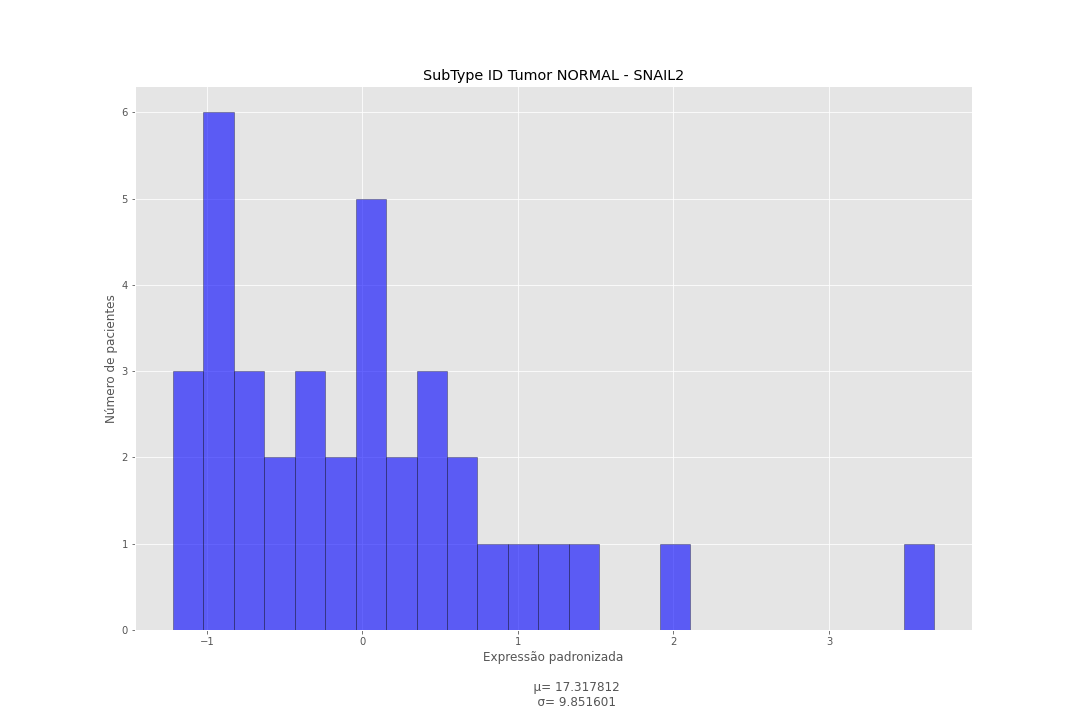 SubType ID Tumor NORMAL - SNAIL2
6
5
4
3
2
1
0
Número de pacientes
−1 0 1 2 3
Expressão padronizada
μ= 17.317812
σ= 9.851601